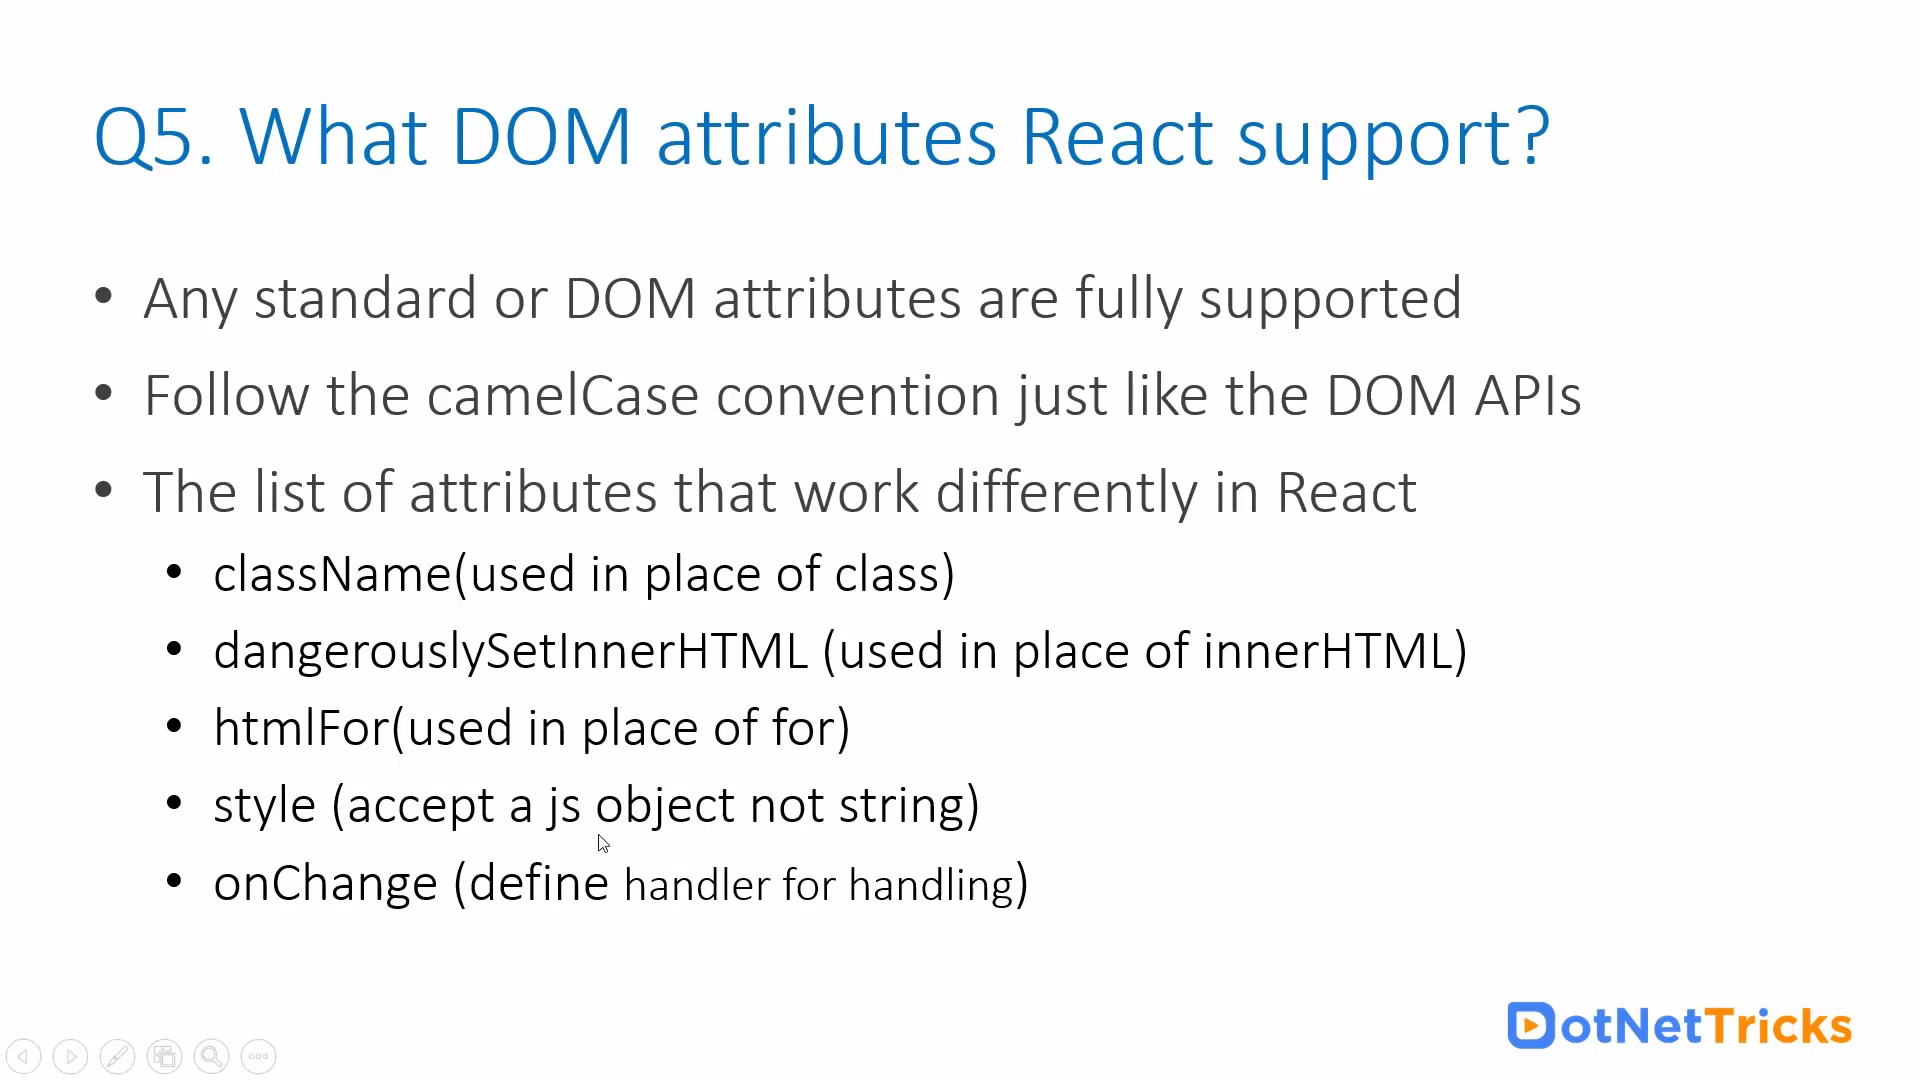 Q5. What DOM attributes React support?
• Any standard or DOM attributes are fully supported
• Follow the camelCase convention just like the DOM APIs
• The list of attributes that work differently in React
• className(used in place of class)
• dangerouslySetInnerHTML (used in place of innerHTML)
• htmlFor(used in place of for)
• style (accept a js object not string)
• onChange (define handler for handling)
DotNetTricks